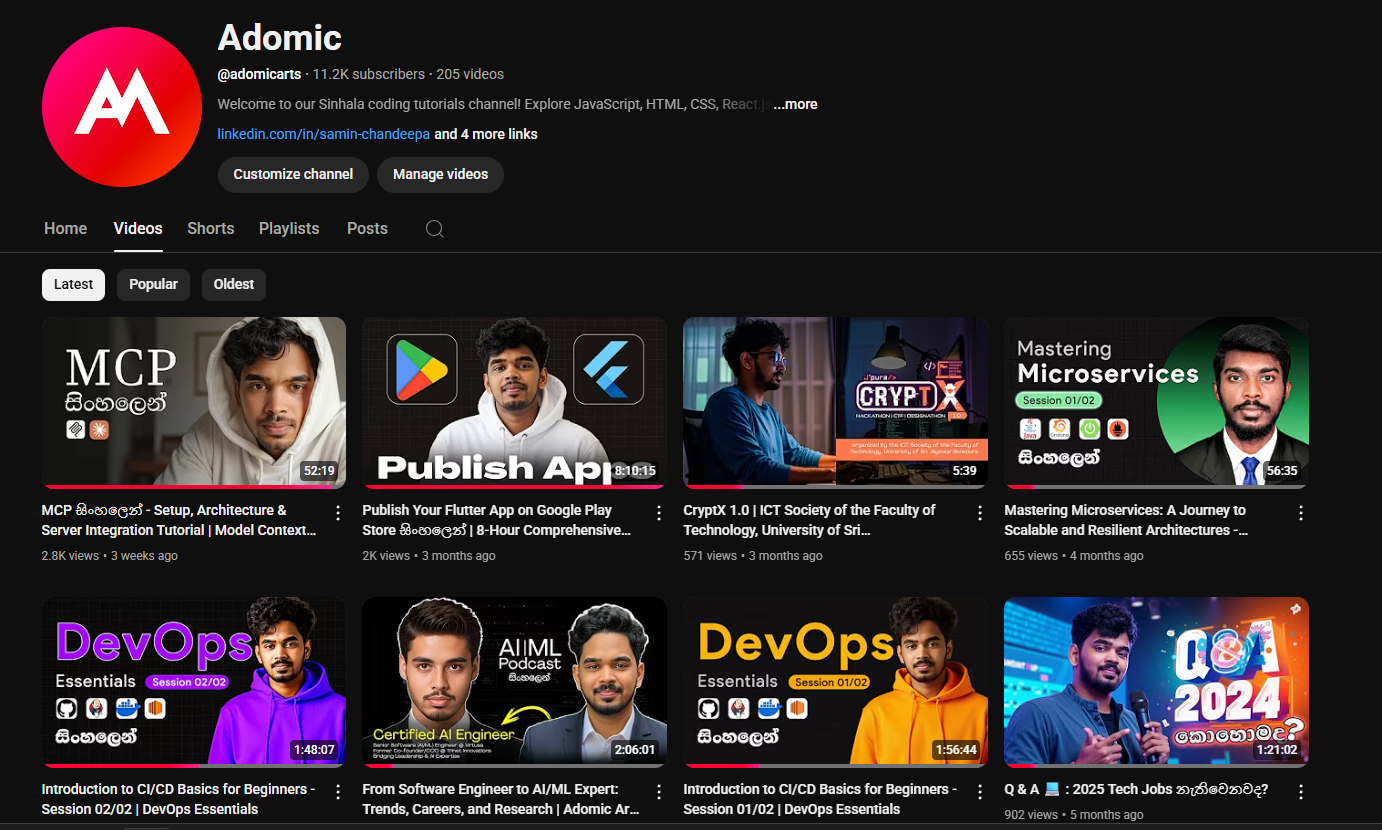 Adomic
@adomicarts · 11.2K subscribers · 205 videos
Welcome to our Sinhala coding tutorials channel! Explore JavaScript, HTML, CSS, React.js ...more
linkedin.com/in/samin-chandeepa and 4 more links
Customize channel
Manage videos
Home
Videos
Shorts
Playlists
Posts
Latest
Popular
Oldest
MCP
සිංහලෙන්
52:19
MCP සිංහලෙන් - Setup, Architecture &
Server Integration Tutorial | Model Context...
2.8K views • 3 weeks ago
Publish App
8:10:15
Publish Your Flutter App on Google Play
Store සිංහලෙන් | 8-Hour Comprehensive...
2K views • 3 months ago
J'pura/>
CRYPTX
HACKATHON | CTF | DESIGNATHON 1.0
organized by the ICT Society of the Faculty of
Technology, University of Sri Jayewardenepura.
5:39
CryptX 1.0 | ICT Society of the Faculty of
Technology, University of Sri...
571 views • 3 months ago
Mastering
Microservices
Session 01/02
Java
Grafana
සිංහලෙන්
56:35
Mastering Microservices: A Journey to
Scalable and Resilient Architectures -...
655 views • 4 months ago
DevOps
Essentials Session 02/02
සිංහලෙන්
1:48:07
Introduction to CI/CD Basics for Beginners -
Session 02/02 | DevOps Essentials
AI|ML
Podcast
සිංහලෙන්
Certified AI Engineer
Senior Software (AI/ML) Engineer @ Virtusa
Former Co-founder/COO @ Trinet Innovations
Bridging Leadership & AI Expertise
2:06:01
From Software Engineer to AI/ML Expert:
Trends, Careers, and Research | Adomic Ar...
DevOps
Essentials Session 01/02
සිංහලෙන්
1:56:44
Introduction to CI/CD Basics for Beginners -
Session 01/02 | DevOps Essentials
Q&A
2024
කොහොමද?
1:21:02
Q & A 💻 : 2025 Tech Jobs නැතිවෙනවද?
902 views • 5 months ago